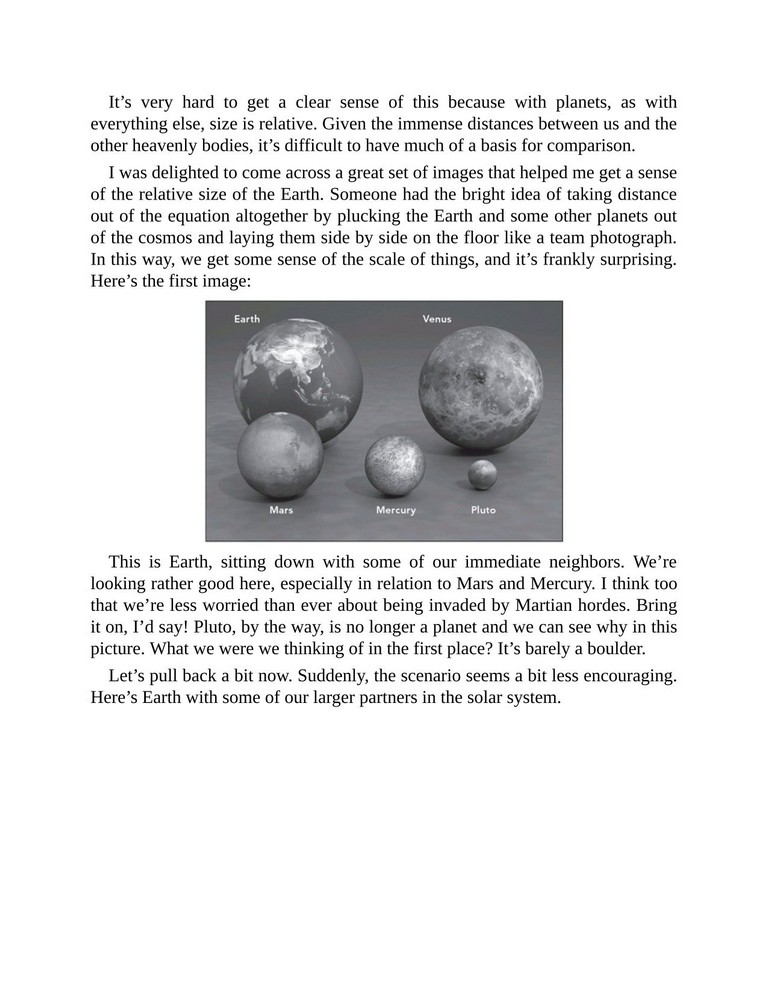 It’s very hard to get a clear sense of this because with planets, as with
everything else, size is relative. Given the immense distances between us and the
other heavenly bodies, it’s difficult to have much of a basis for comparison.
I was delighted to come across a great set of images that helped me get a sense
of the relative size of the Earth. Someone had the bright idea of taking distance
out of the equation altogether by plucking the Earth and some other planets out
of the cosmos and laying them side by side on the floor like a team photograph.
In this way, we get some sense of the scale of things, and it’s frankly surprising.
Here’s the first image:
Earth
Venus
Mars
Mercury
Pluto
This is Earth, sitting down with some of our immediate neighbors. We’re
looking rather good here, especially in relation to Mars and Mercury. I think too
that we’re less worried than ever about being invaded by Martian hordes. Bring
it on, I’d say! Pluto, by the way, is no longer a planet and we can see why in this
picture. What we were we thinking of in the first place? It’s barely a boulder.
Let’s pull back a bit now. Suddenly, the scenario seems a bit less encouraging.
Here’s Earth with some of our larger partners in the solar system.